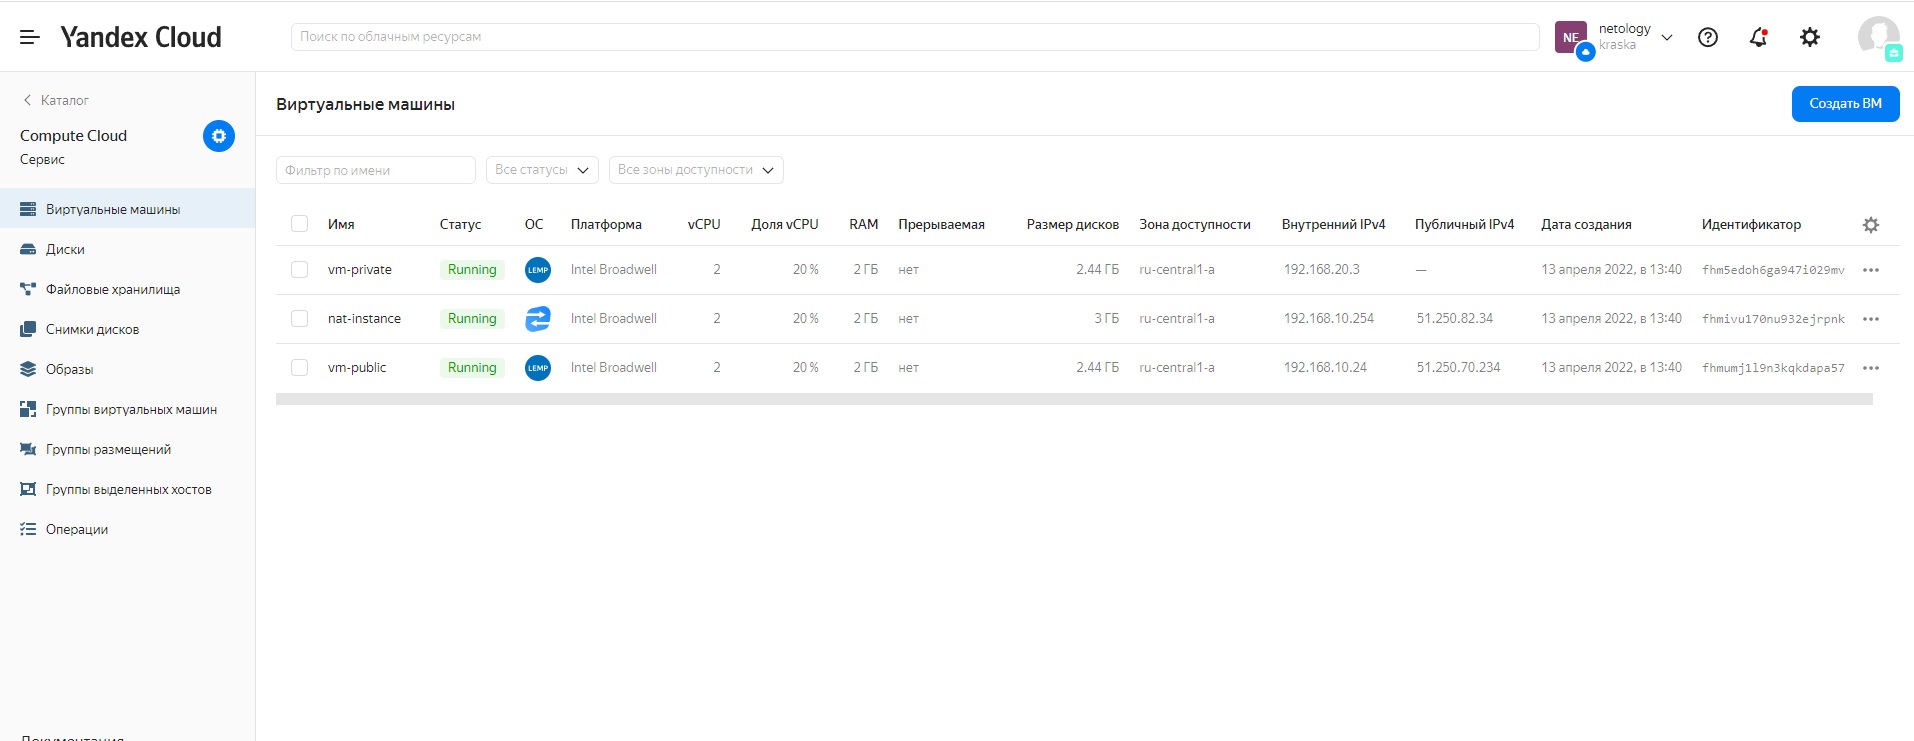 Yandex Cloud
Поиск по облачным ресурсам
NE
netology
kraska
Каталог
Compute Cloud
Сервис
Виртуальные машины
Диски
Файловые хранилища
Снимки дисков
Образы
Группы виртуальных машин
Группы размещений
Группы выделенных хостов
Операции
Документация
Виртуальные машины
Создать ВМ
Фильтр по имени Все статусы Все зоны доступности
Имя Статус ОС Платформа vCPU Доля vCPU RAM Прерываемая Размер дисков Зона доступности Внутренний IPv4 Публичный IPv4 Дата создания Идентификатор
vm-private Running LEMP Intel Broadwell 2 20 % 2 ГБ нет 2.44 ГБ ru-central1-a 192.168.20.3 — 13 апреля 2022, в 13:40 fhm5edoh6ga947i029mv
nat-instance Running Intel Broadwell 2 20 % 2 ГБ нет 3 ГБ ru-central1-a 192.168.10.254 51.250.82.34 13 апреля 2022, в 13:40 fhmivu170nu932ejrpnk
vm-public Running LEMP Intel Broadwell 2 20 % 2 ГБ нет 2.44 ГБ ru-central1-a 192.168.10.24 51.250.70.234 13 апреля 2022, в 13:40 fhmumj1l9n3kqkdapa57